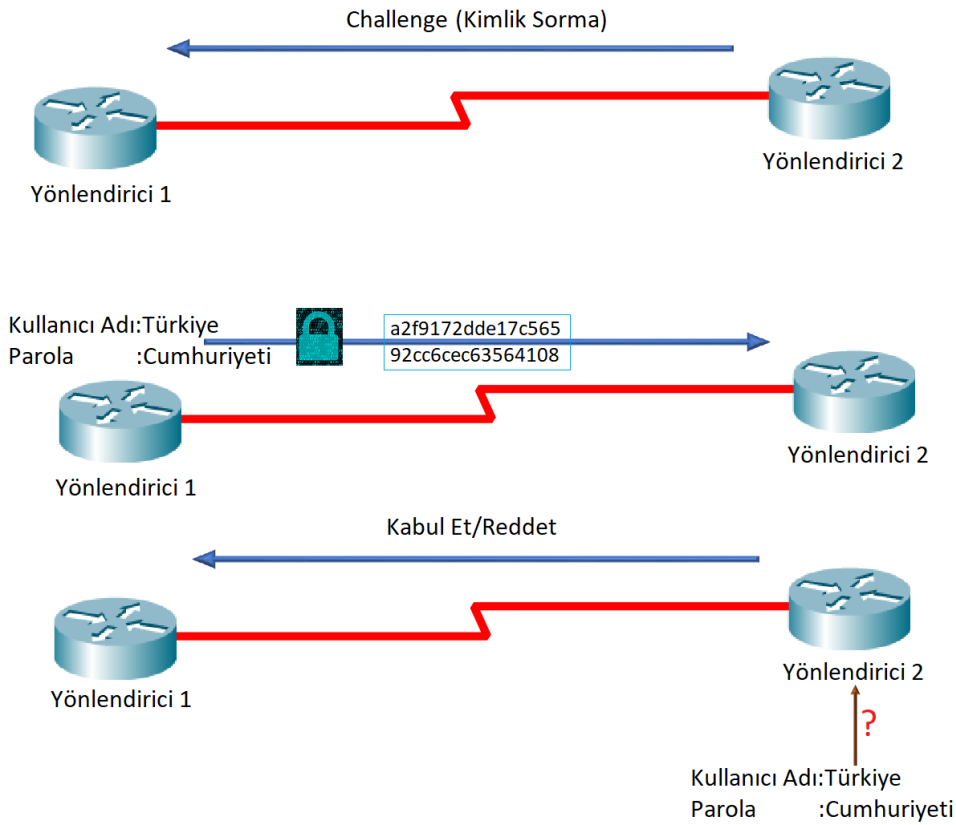 Challenge (Kimlik Sorma)
Yönlendirici 1
Yönlendirici 2
Kullanıcı Adı:Türkiye
Parola :Cumhuriyeti
a2f9172dde17c565
92cc6cec63564108
Yönlendirici 1
Yönlendirici 2
Kabul Et/Reddet
Yönlendirici 1
Yönlendirici 2
?
Kullanıcı Adı:Türkiye
Parola :Cumhuriyeti